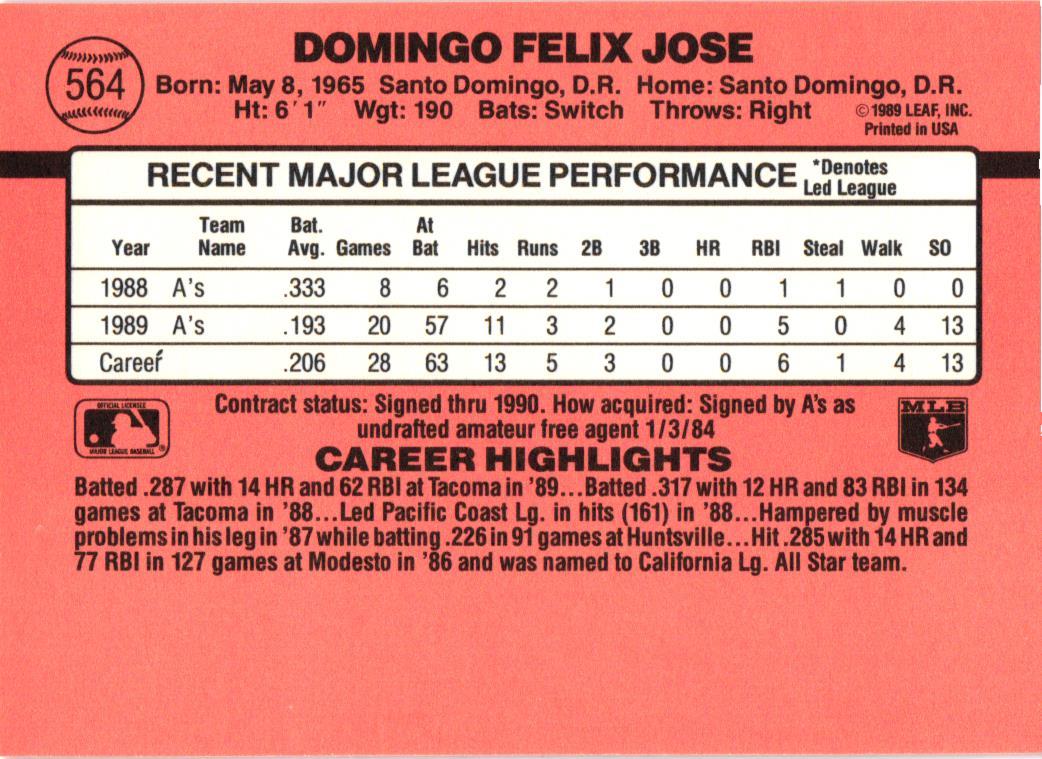 DOMINGO FELIX JOSE
564
Born: May 8, 1965 Santo Domingo, D.R. Home: Santo Domingo, D.R.
Ht: 6' 1" Wgt: 190 Bats: Switch Throws: Right
©1989 LEAF, INC.
Printed in USA
RECENT MAJOR LEAGUE PERFORMANCE *Denotes Led League
Year Team Name Bat. Avg. Games At Bat Hits Runs 2B 3B HR RBI Steal Walk SO
1988 A's .333 8 6 2 2 1 0 0 1 1 0 0
1989 A's .193 20 57 11 3 2 0 0 5 0 4 13
Career .206 28 63 13 5 3 0 0 6 1 4 13
OFFICIAL LICENSEE
MAJOR LEAGUE BASEBALL ®
Contract status: Signed thru 1990. How acquired: Signed by A's as
undrafted amateur free agent 1/3/84
MLB
CAREER HIGHLIGHTS
Batted .287 with 14 HR and 62 RBI at Tacoma in '89...Batted .317 with 12 HR and 83 RBI in 134
games at Tacoma in '88...Led Pacific Coast Lg. in hits (161) in '88...Hampered by muscle
problems in his leg in '87 while batting .226 in 91 games at Huntsville...Hit .285 with 14 HR and
77 RBI in 127 games at Modesto in '86 and was named to California Lg. All Star team.